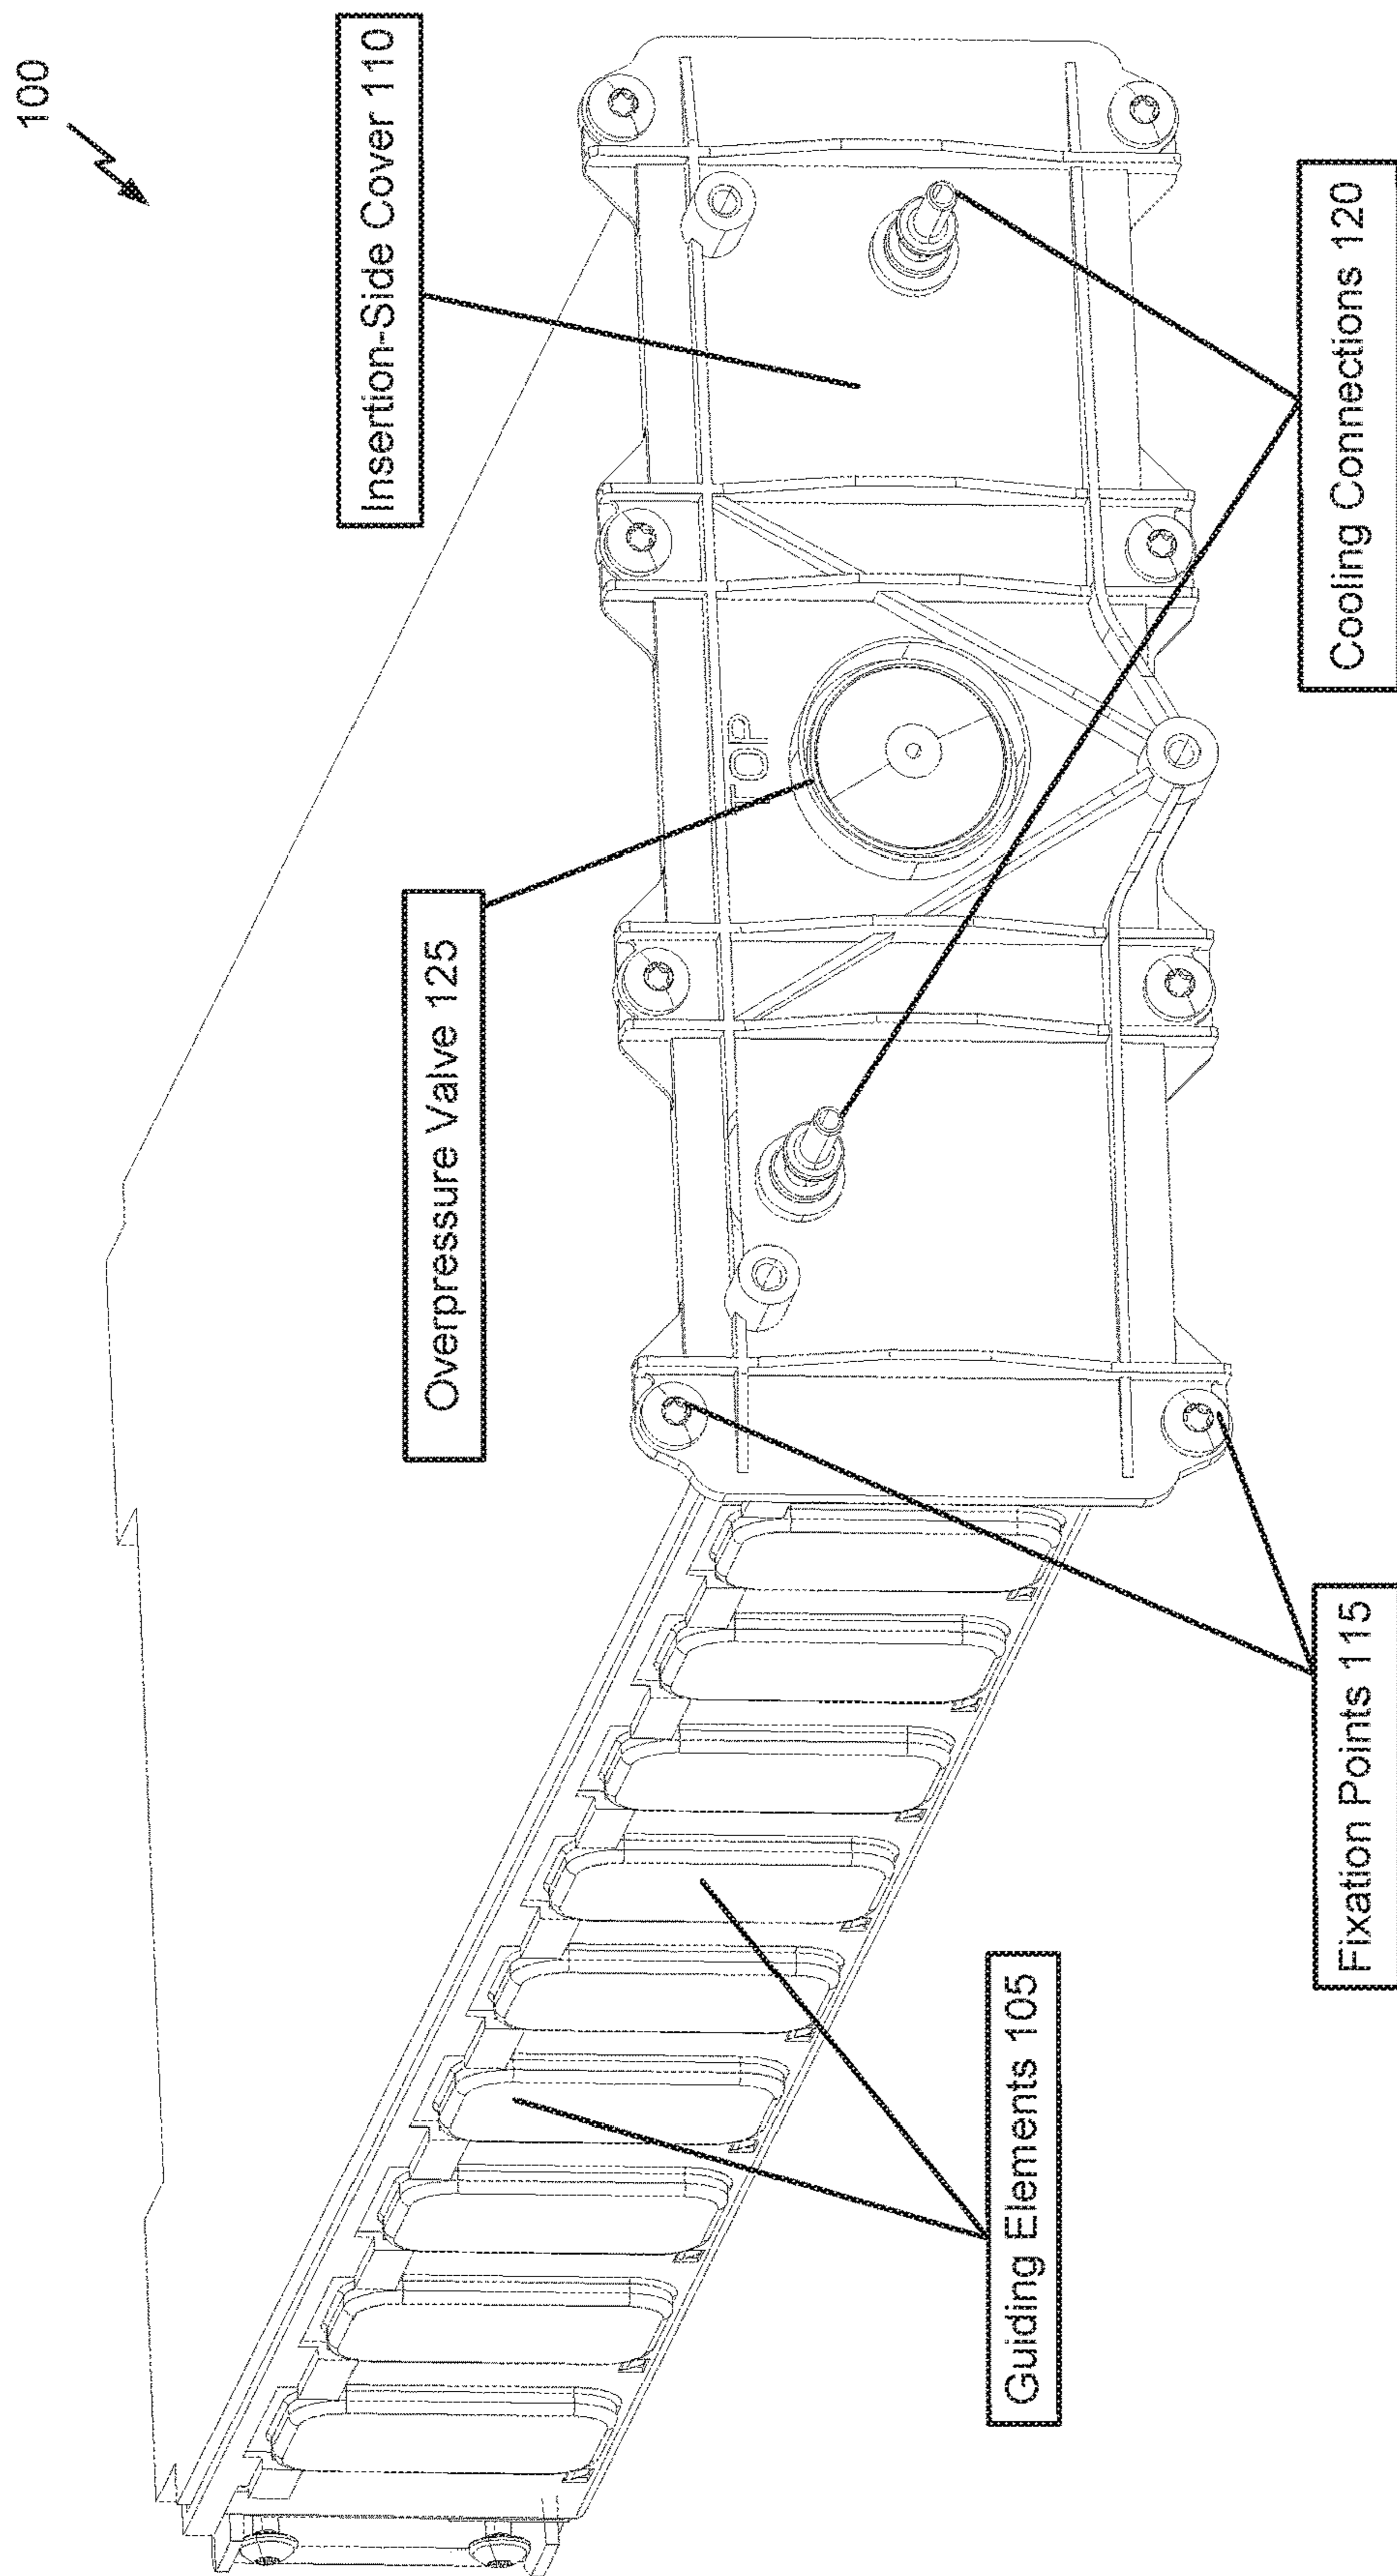 100
Insertion-Side Cover 110
Overpressure Valve 125
TOP
Cooling Connections 120
Guiding Elements 105
Fixation Points 115